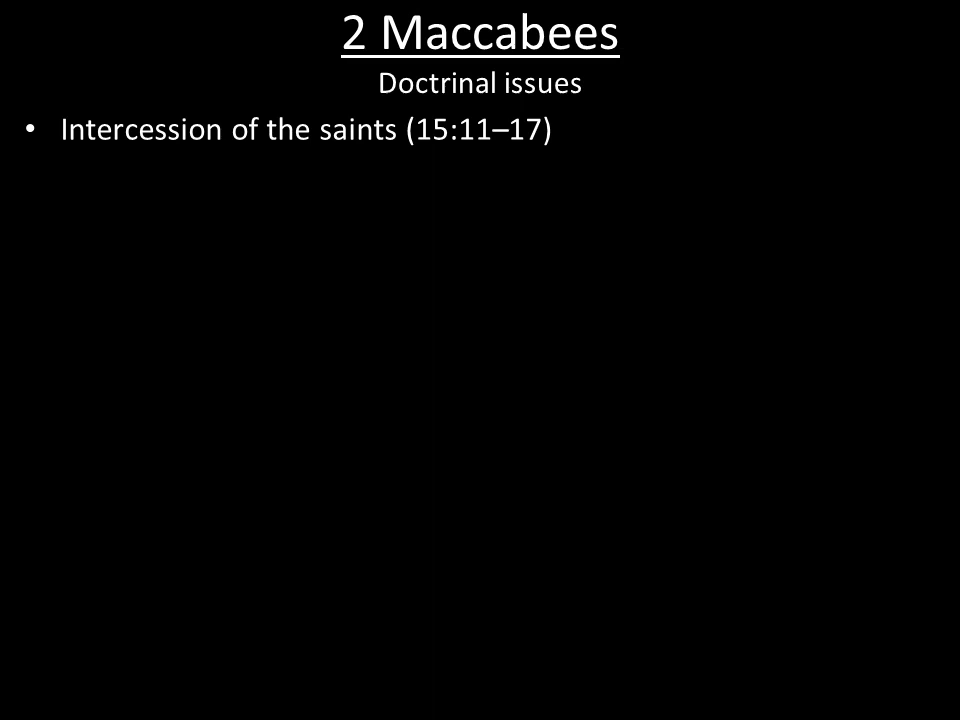 2 Maccabees
Doctrinal issues
• Intercession of the saints (15:11–17)